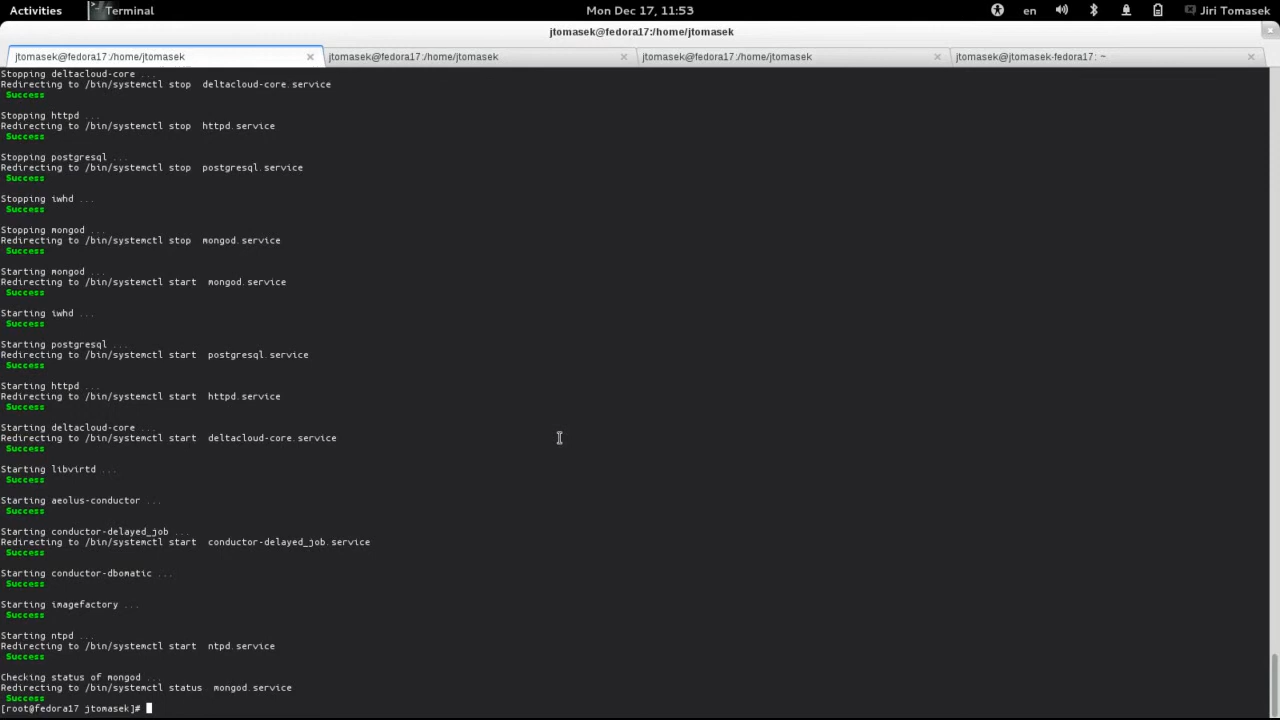 Activities Terminal Mon Dec 17, 11:53 en Jiri Tomasek
jtomasek@fedora17:/home/jtomasek
jtomasek@fedora17:/home/jtomasek jtomasek@fedora17:/home/jtomasek jtomasek@fedora17:/home/jtomasek jtomasek@jtomasek-fedora17: ~
Stopping deltacloud-core ...
Redirecting to /bin/systemctl stop  deltacloud-core.service
Success
Stopping httpd ...
Redirecting to /bin/systemctl stop  httpd.service
Success
Stopping postgresql ...
Redirecting to /bin/systemctl stop  postgresql.service
Success
Stopping iwhd ...
Success
Stopping mongod ...
Redirecting to /bin/systemctl stop  mongod.service
Success
Starting mongod ...
Redirecting to /bin/systemctl start  mongod.service
Success
Starting iwhd ...
Success
Starting postgresql ...
Redirecting to /bin/systemctl start  postgresql.service
Success
Starting httpd ...
Redirecting to /bin/systemctl start  httpd.service
Success
Starting deltacloud-core ...
Redirecting to /bin/systemctl start  deltacloud-core.service
Success
Starting libvirtd ...
Success
Starting aeolus-conductor ...
Success
Starting conductor-delayed_job ...
Redirecting to /bin/systemctl start  conductor-delayed_job.service
Success
Starting conductor-dbomatic ...
Success
Starting imagefactory ...
Success
Starting ntpd ...
Redirecting to /bin/systemctl start  ntpd.service
Success
Checking status of mongod ...
Redirecting to /bin/systemctl status  mongod.service
Success
[root@fedora17 jtomasek]#